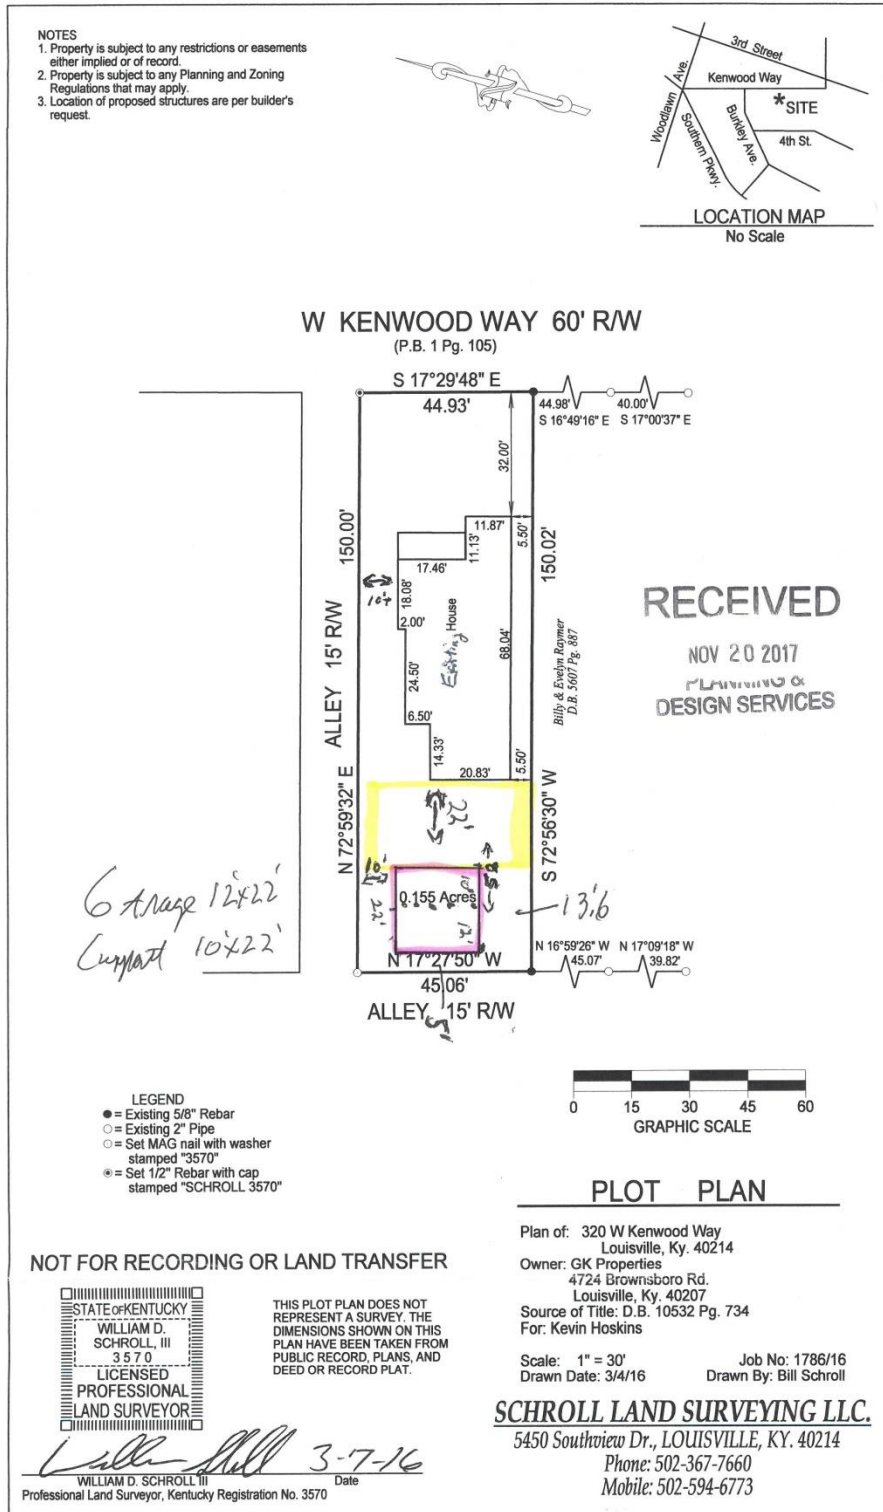 NOTES
1. Property is subject to any restrictions or easements
either implied or of record.
2. Property is subject to any Planning and Zoning
Regulations that may apply.
3. Location of proposed structures are per builder's
request.
3rd Street
Woodlawn Ave.
Kenwood Way
*SITE
Burkley Ave.
4th St.
Southern Pkwy.
LOCATION MAP
No Scale
W KENWOOD WAY 60' R/W
(P.B. 1 Pg. 105)
S 17°29'48" E
44.93'
44.98'
S 16°49'16" E
40.00'
S 17°00'37" E
32.00'
150.00'
11.87'
5.50'
11.13'
17.46'
150.02'
10'±
18.08'
2.00'
Existing House
68.04'
24.50'
6.50'
14.33'
20.83'
5.50'
ALLEY 15' R/W
Billy & Evelyn Raymer
D.B. 5607 Pg. 887
RECEIVED
NOV 20 2017
PLANNING &
DESIGN SERVICES
N 72°59'32" E
S 72°56'30" W
22'
10'
0.155 Acres
10'
22'
12'
13'6
Garage 12'x22'
Carport 10'x22'
N 17°27'50" W
45.06'
N 16°59'26" W
45.07'
N 17°09'18" W
39.82'
ALLEY 15' R/W
5'
0 15 30 45 60
GRAPHIC SCALE
LEGEND
= Existing 5/8" Rebar
= Existing 2" Pipe
= Set MAG nail with washer
stamped "3570"
= Set 1/2" Rebar with cap
stamped "SCHROLL 3570"
PLOT PLAN
Plan of: 320 W Kenwood Way
Louisville, Ky. 40214
Owner: GK Properties
4724 Brownsboro Rd.
Louisville, Ky. 40207
Source of Title: D.B. 10532 Pg. 734
For: Kevin Hoskins
Scale: 1" = 30'
Job No: 1786/16
Drawn Date: 3/4/16
Drawn By: Bill Schroll
NOT FOR RECORDING OR LAND TRANSFER
STATE OF KENTUCKY
WILLIAM D.
SCHROLL, III
3570
LICENSED
PROFESSIONAL
LAND SURVEYOR
THIS PLOT PLAN DOES NOT
REPRESENT A SURVEY. THE
DIMENSIONS SHOWN ON THIS
PLAN HAVE BEEN TAKEN FROM
PUBLIC RECORD, PLANS, AND
DEED OR RECORD PLAT.
3-7-16
WILLIAM D. SCHROLL III
Date
Professional Land Surveyor, Kentucky Registration No. 3570
SCHROLL LAND SURVEYING LLC.
5450 Southview Dr., LOUISVILLE, KY. 40214
Phone: 502-367-7660
Mobile: 502-594-6773